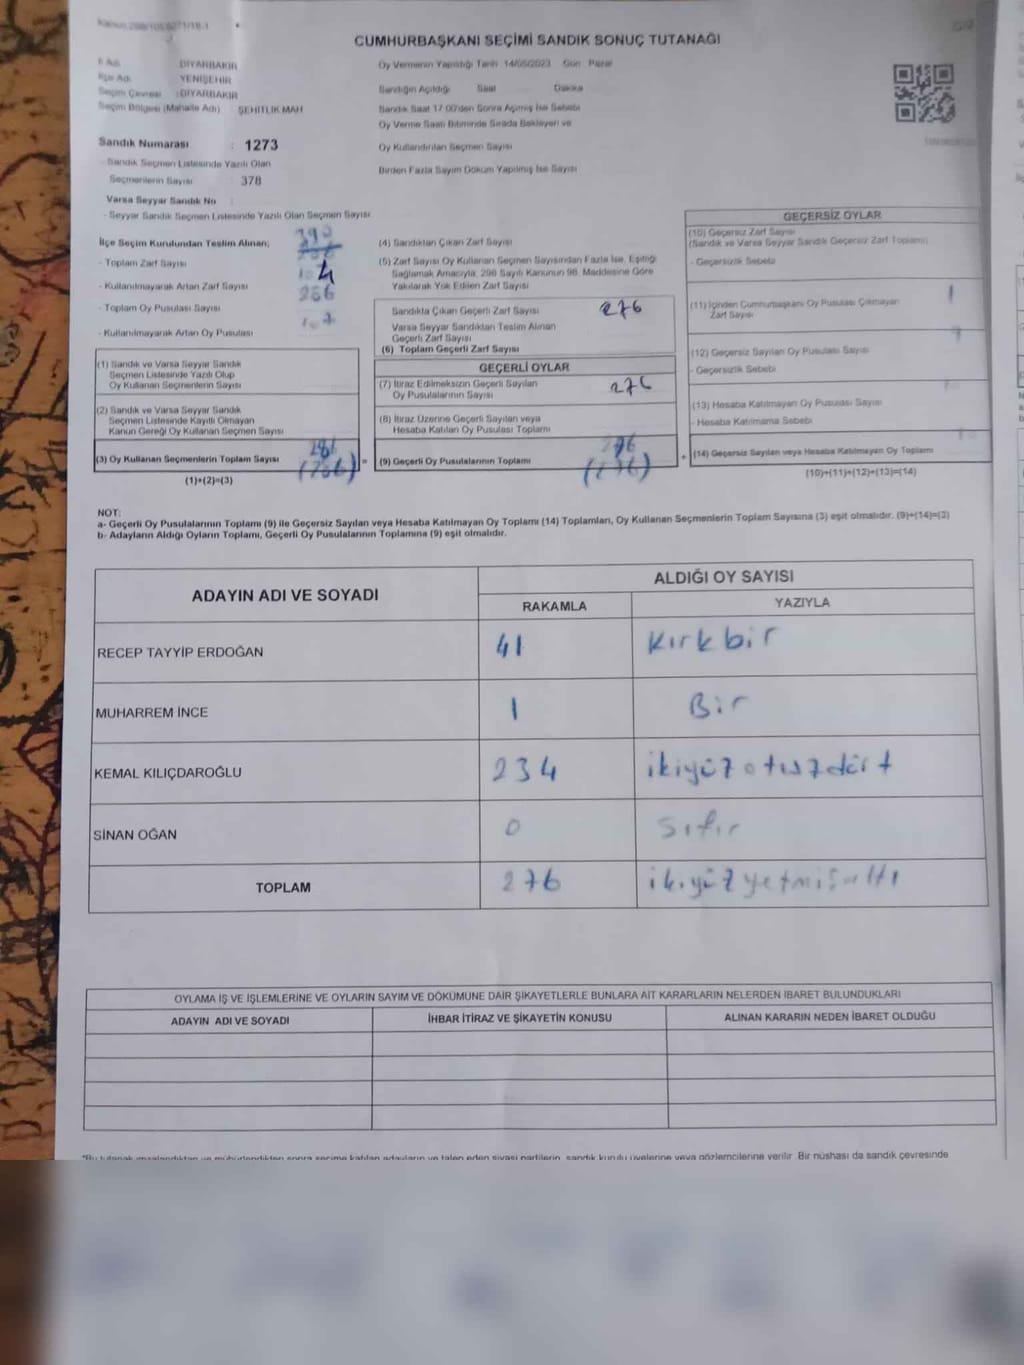 CUMHURBAŞKANI SEÇİMİ SANDIK SONUÇ TUTANAĞI
İl Adı DİYARBAKIR
İlçe Adı YENİŞEHİR
Seçim Çevresi : DİYARBAKIR
Seçim Bölgesi (Mahalle Adı) ŞEHİTLİK MAH
Sandık Numarası : 1273
- Sandık Seçmen Listesinde Yazılı Olan
Seçmenlerin Sayısı : 378
Varsa Seyyar Sandık No :
- Seyyar Sandık Seçmen Listesinde Yazılı Olan Seçmen Sayısı
Oy Vermenin Yapıldığı Tarih 14/05/2023 Gün Pazar
Sandığın Açıldığı Saat Dakika
Sandık Saat 17.00'den Sonra Açılmış İse Sebebi
Oy Verme Saati Bitiminde Sırada Bekleyen ve
Oy Kullandırılan Seçmen Sayısı
Birden Fazla Sayım Döküm Yapılmış İse Sayısı
İlçe Seçim Kurulundan Teslim Alınan;
- Toplam Zarf Sayısı
- Kullanılmayarak Artan Zarf Sayısı
- Toplam Oy Pusulası Sayısı
- Kullanılmayarak Artan Oy Pusulası
(1) Sandık ve Varsa Seyyar Sandık
Seçmen Listesinde Yazılı Olup
Oy Kullanan Seçmenlerin Sayısı
(2) Sandık ve Varsa Seyyar Sandık
Seçmen Listesinde Kayıtlı Olmayan
Kanun Gereği Oy Kullanan Seçmen Sayısı
(3) Oy Kullanan Seçmenlerin Toplam Sayısı
(1)+(2)=(3)
(4) Sandıktan Çıkan Zarf Sayısı
(5) Zarf Sayısı Oy Kullanan Seçmen Sayısından Fazla İse, Eşitliği
Sağlamak Amacıyla, 298 Sayılı Kanunun 98. Maddesine Göre
Yakılarak Yok Edilen Zarf Sayısı
Sandıkta Çıkan Geçerli Zarf Sayısı 276
Varsa Seyyar Sandıktan Teslim Alınan
Geçerli Zarf Sayısı
(6) Toplam Geçerli Zarf Sayısı
GEÇERLİ OYLAR
(7) İtiraz Edilmeksizin Geçerli Sayılan
Oy Pusulalarının Sayısı 276
(8) İtiraz Üzerine Geçerli Sayılan veya
Hesaba Katılan Oy Pusulası Toplamı
= (9) Geçerli Oy Pusulalarının Toplamı 276
(276)
GEÇERSİZ OYLAR
(10) Geçersiz Zarf Sayısı
(Sandık ve Varsa Seyyar Sandık Geçersiz Zarf Toplamı)
- Geçersizlik Sebebi
(11) İçinden Cumhurbaşkanı Oy Pusulası Çıkmayan
Zarf Sayısı
(12) Geçersiz Sayılan Oy Pusulası Sayısı
- Geçersizlik Sebebi
(13) Hesaba Katılmayan Oy Pusulası Sayısı
- Hesaba Katılmama Sebebi
+ (14) Geçersiz Sayılan veya Hesaba Katılmayan Oy Toplamı
(10)+(11)+(12)+(13)=(14)
NOT:
a- Geçerli Oy Pusulalarının Toplamı (9) ile Geçersiz Sayılan veya Hesaba Katılmayan Oy Toplamı (14) Toplamları, Oy Kullanan Seçmenlerin Toplam Sayısına (3) eşit olmalıdır. (9)+(14)=(3)
b- Adayların Aldığı Oyların Toplamı, Geçerli Oy Pusulalarının Toplamına (9) eşit olmalıdır.
ADAYIN ADI VE SOYADI ALDIĞI OY SAYISI
RAKAMLA YAZIYLA
RECEP TAYYİP ERDOĞAN 41 Kırkbir
MUHARREM İNCE 1 Bir
KEMAL KILIÇDAROĞLU 234 ikiyüzotuzdört
SİNAN OĞAN 0 Sıfır
TOPLAM 276 ikiyüzyetmişaltı
OYLAMA İŞ VE İŞLEMLERİNE VE OYLARIN SAYIM VE DÖKÜMÜNE DAİR ŞİKAYETLERLE BUNLARA AİT KARARLARIN NELERDEN İBARET BULUNDUKLARI
ADAYIN ADI VE SOYADI İHBAR İTİRAZ VE ŞİKAYETİN KONUSU ALINAN KARARIN NEDEN İBARET OLDUĞU
*Bu tutanak imzalandıktan ve mühürlendikten sonra seçime katılan adayların ve talep eden siyasi partilerin, sandık kurulu üyelerine veya gözlemcilerine verilir. Bir nüshası da sandık çevresinde